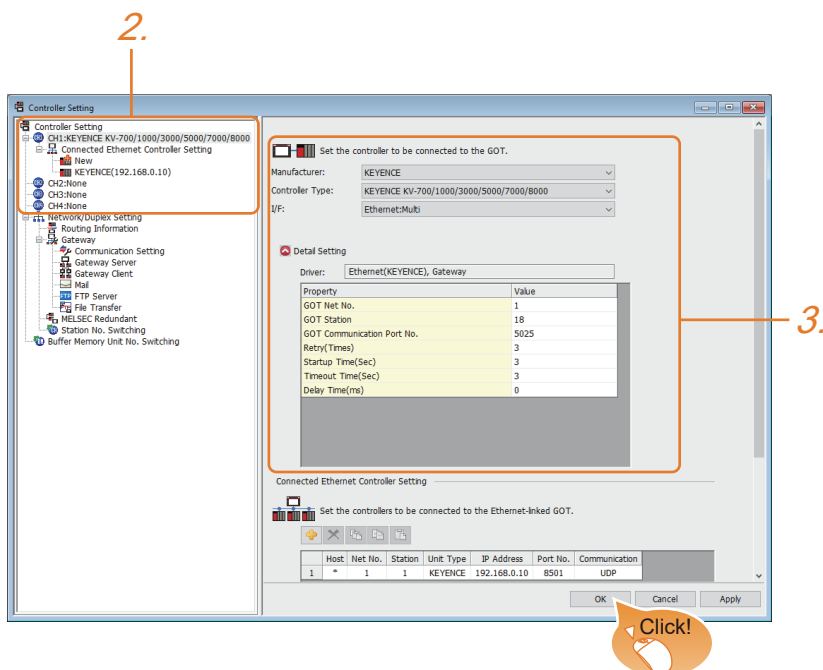 2.
Controller Setting
Controller Setting
CH1:KEYENCE KV-700/1000/3000/5000/7000/8000
Connected Ethernet Controller Setting
New
KEYENCE(192.168.0.10)
CH2:None
CH3:None
CH4:None
Network/Duplex Setting
Routing Information
Gateway
Communication Setting
Gateway Server
Gateway Client
Mail
FTP Server
File Transfer
MELSEC Redundant
Station No. Switching
Buffer Memory Unit No. Switching
Set the controller to be connected to the GOT.
Manufacturer: KEYENCE
Controller Type: KEYENCE KV-700/1000/3000/5000/7000/8000
I/F: Ethernet:Multi
Detail Setting
Driver: Ethernet(KEYENCE), Gateway
Property Value
GOT Net No. 1
GOT Station 18
GOT Communication Port No. 5025
Retry(Times) 3
Startup Time(Sec) 3
Timeout Time(Sec) 3
Delay Time(ms) 0
3.
Connected Ethernet Controller Setting
Set the controllers to be connected to the Ethernet-linked GOT.
Host Net No. Station Unit Type IP Address Port No. Communication
1 * 1 1 KEYENCE 192.168.0.10 8501 UDP
OK Cancel Apply
Click!